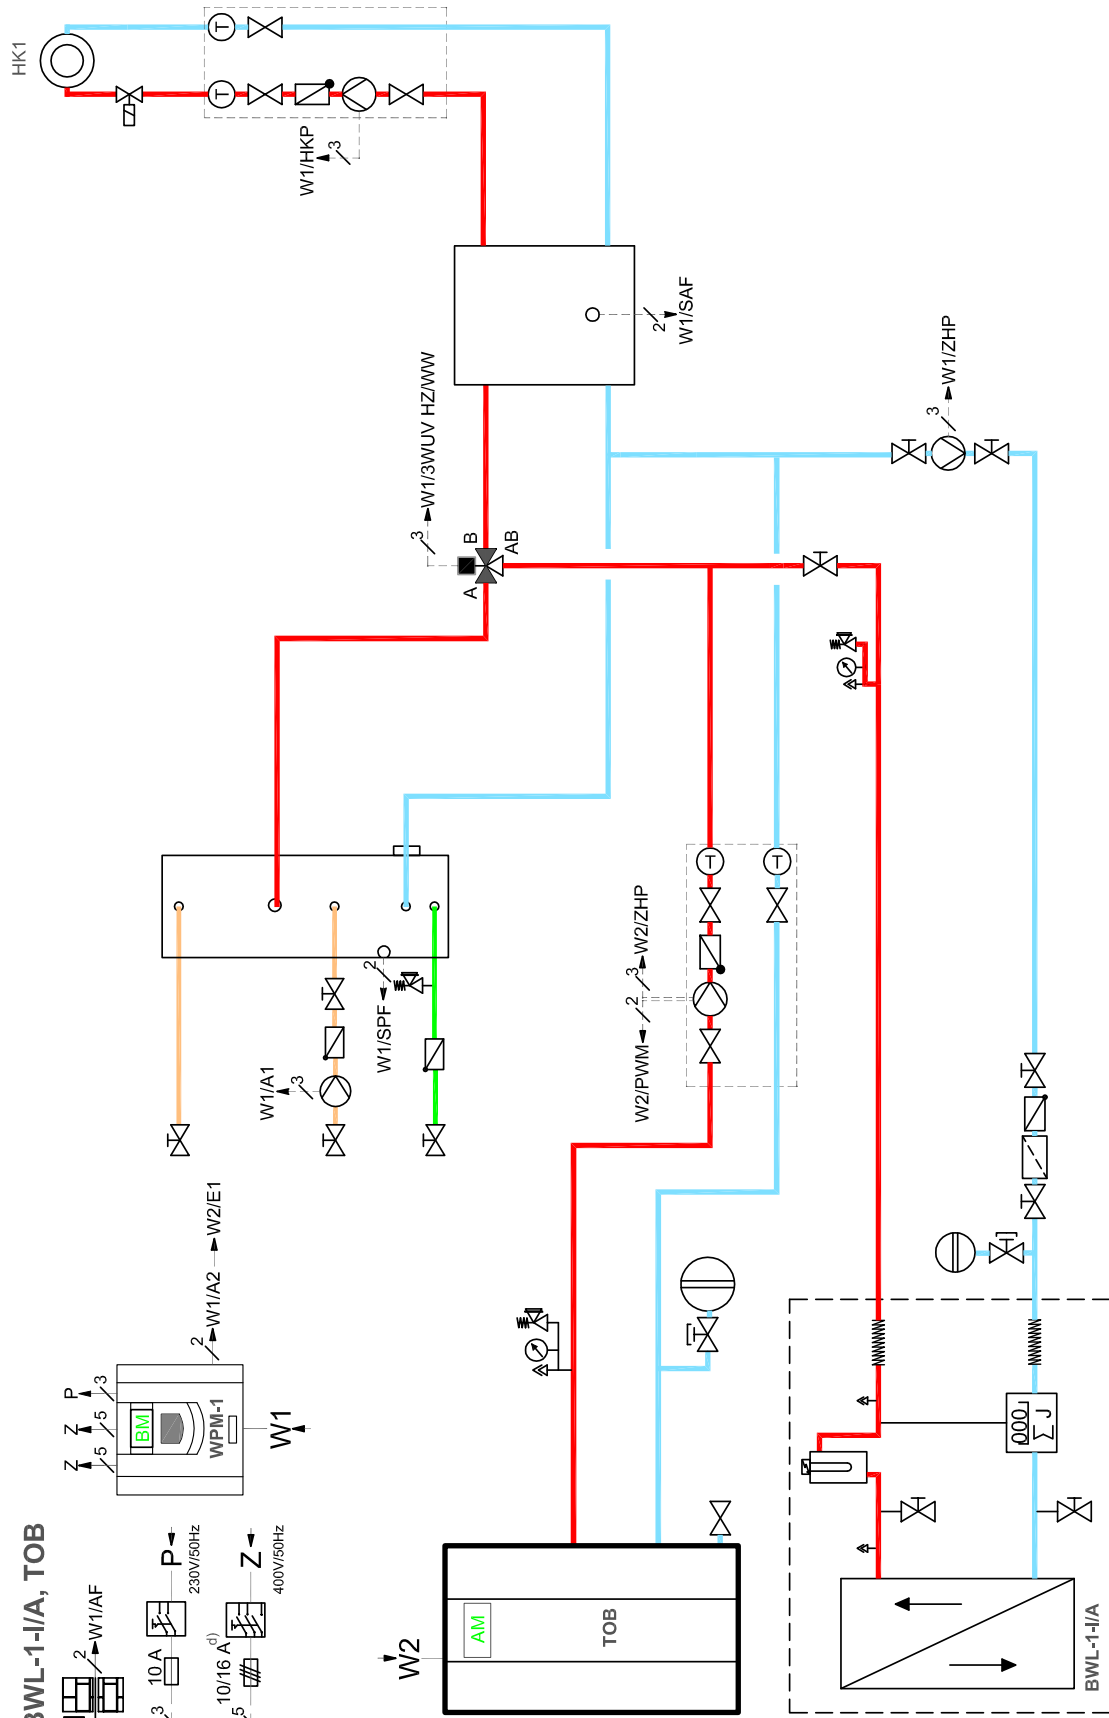 BWL-1-I/A, TOB
2
W1/AF
3
10 A
P
230V/50Hz
5
10/16 A d)
Z
400V/50Hz
Z
5
Z
5
P
3
BM
WPM-1
W1
2
W1/A2
W2/E1
W1/A1
3
W1/SPF
2
HK1
T
T
W1/HKP
3
2
W1/SAF
3
W1/3WUV HZ/WW
A
B
AB
3
W1/ZHP
W2/PWM
2
3
W2/ZHP
T
T
W2
AM
TOB
000,J
Σ J
BWL-1-I/A